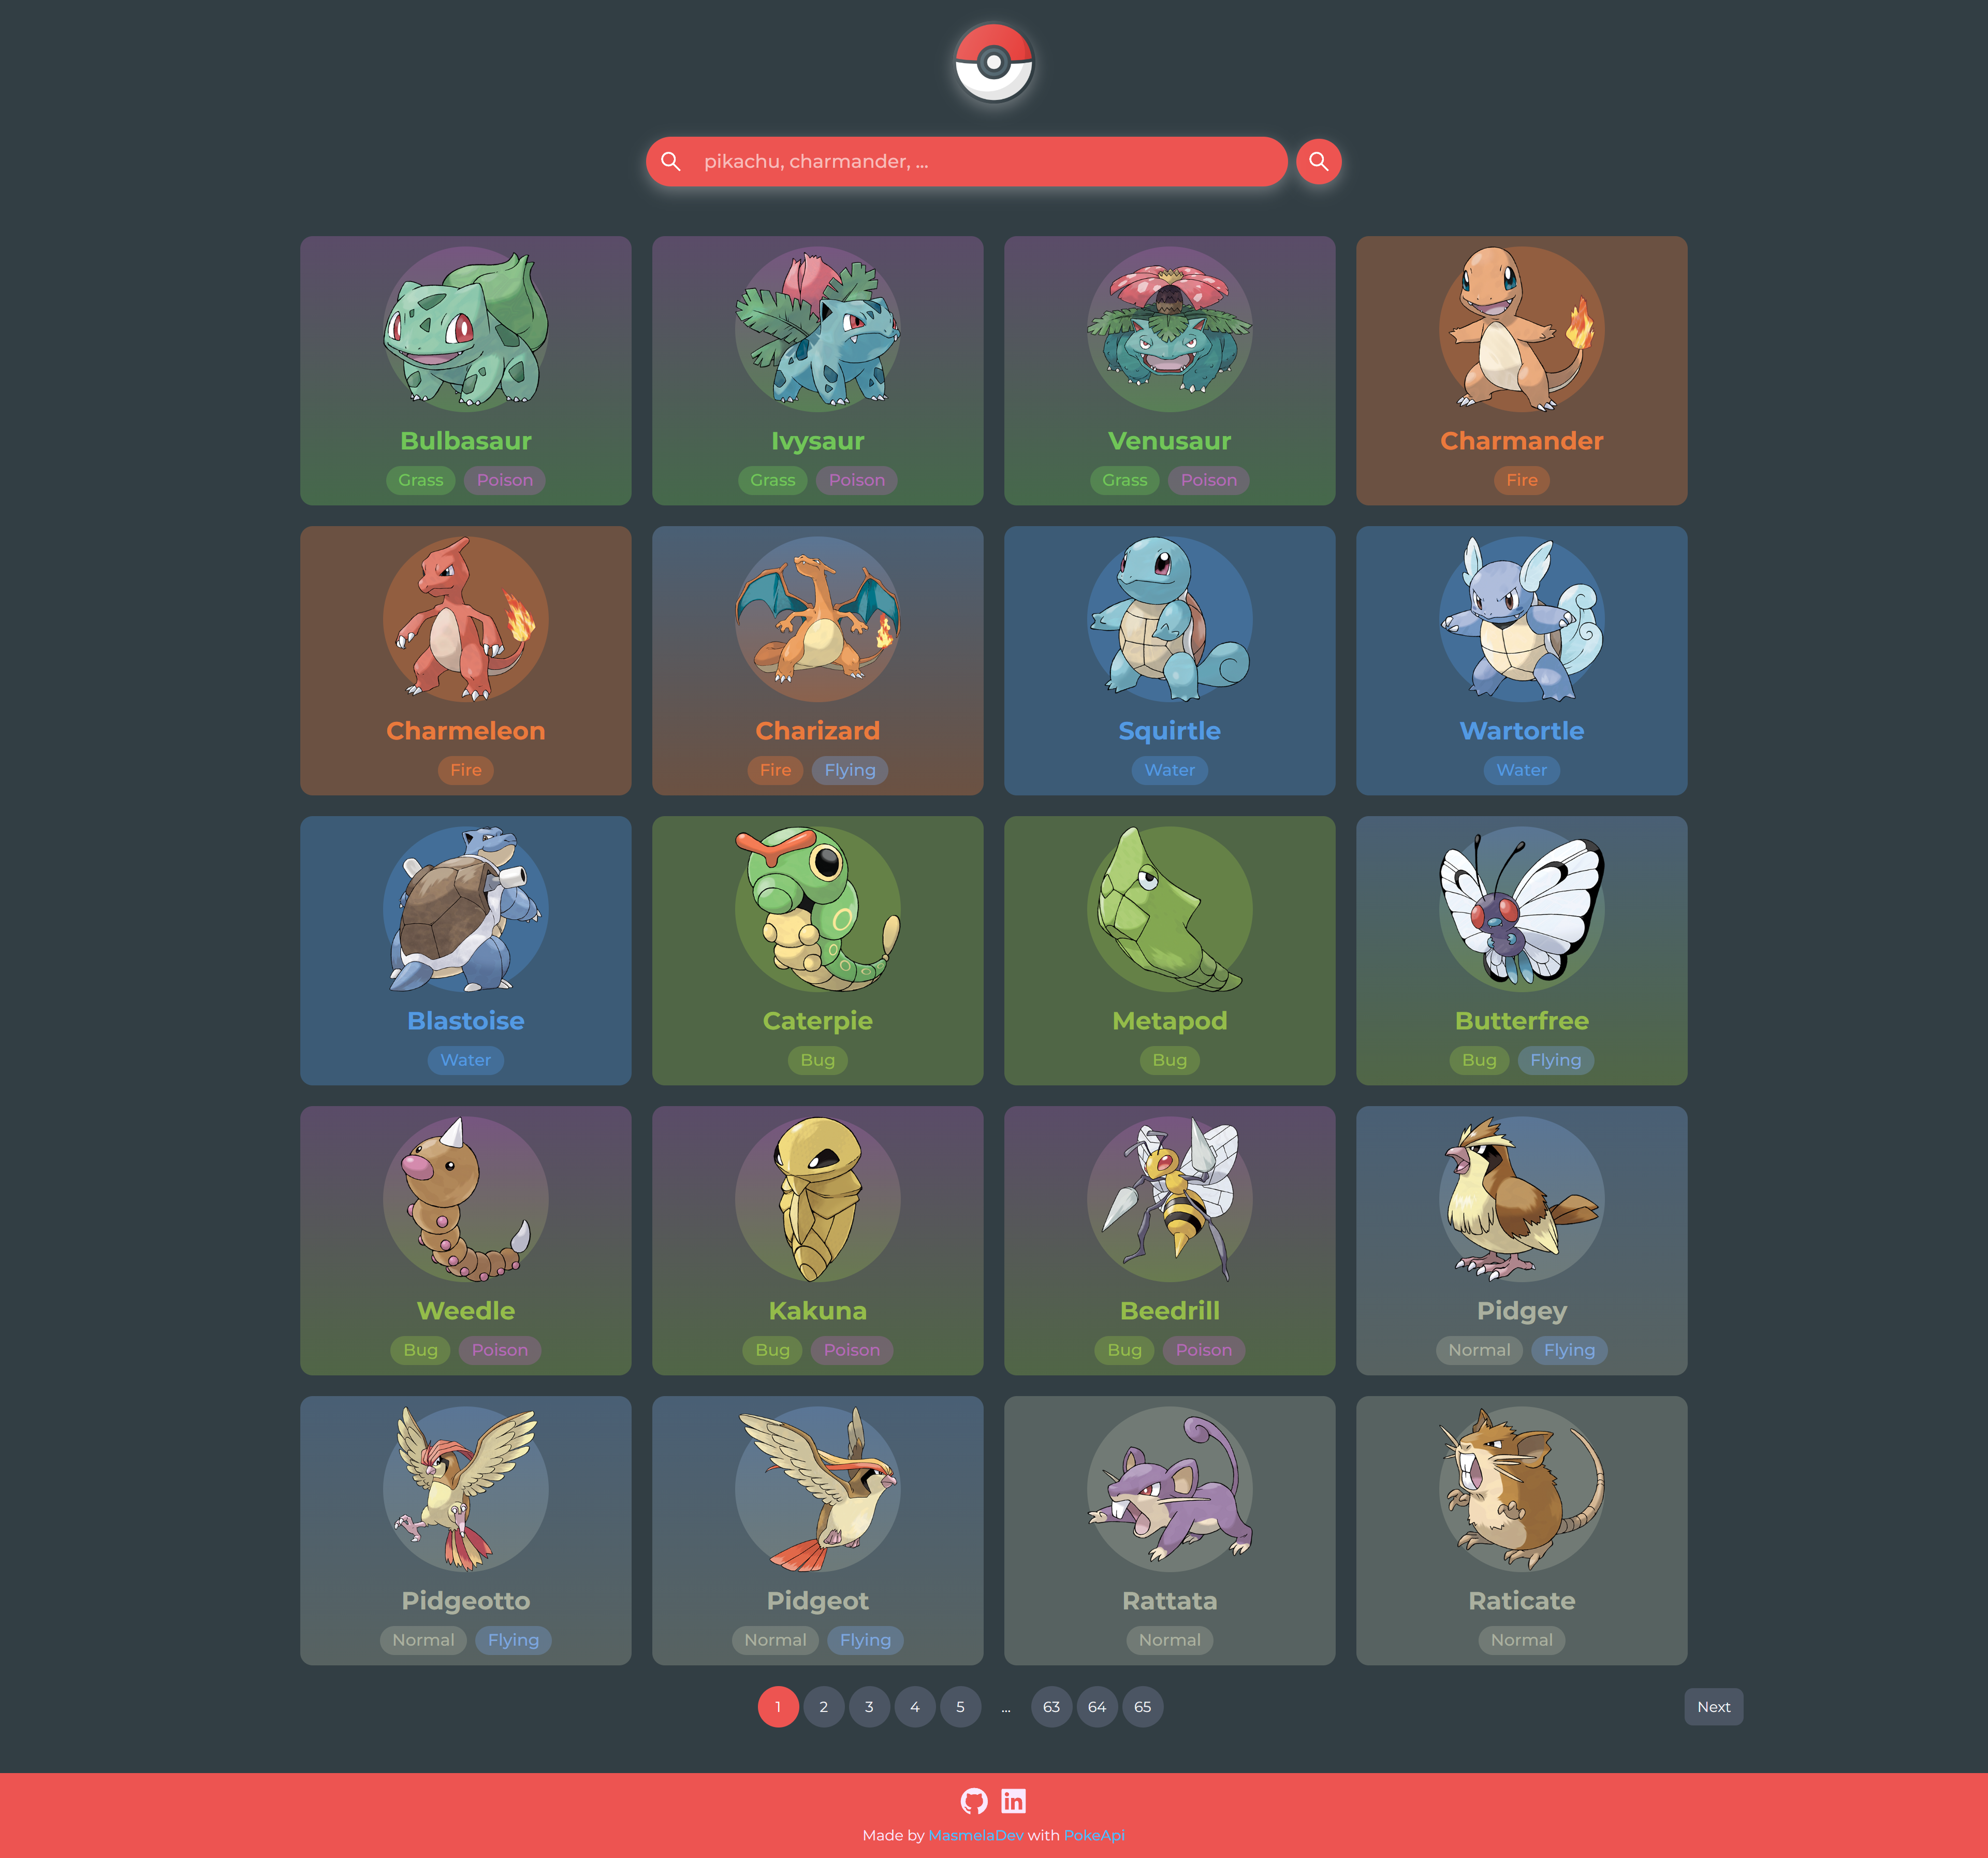 pikachu, charmander, ...
Bulbasaur
Grass Poison
Ivysaur
Grass Poison
Venusaur
Grass Poison
Charmander
Fire
Charmeleon
Fire
Charizard
Fire Flying
Squirtle
Water
Wartortle
Water
Blastoise
Water
Caterpie
Bug
Metapod
Bug
Butterfree
Bug Flying
Weedle
Bug Poison
Kakuna
Bug Poison
Beedrill
Bug Poison
Pidgey
Normal Flying
Pidgeotto
Normal Flying
Pidgeot
Normal Flying
Rattata
Normal
Raticate
Normal
1 2 3 4 5 ... 63 64 65 Next
in
Made by MasmelaDev with PokeApi